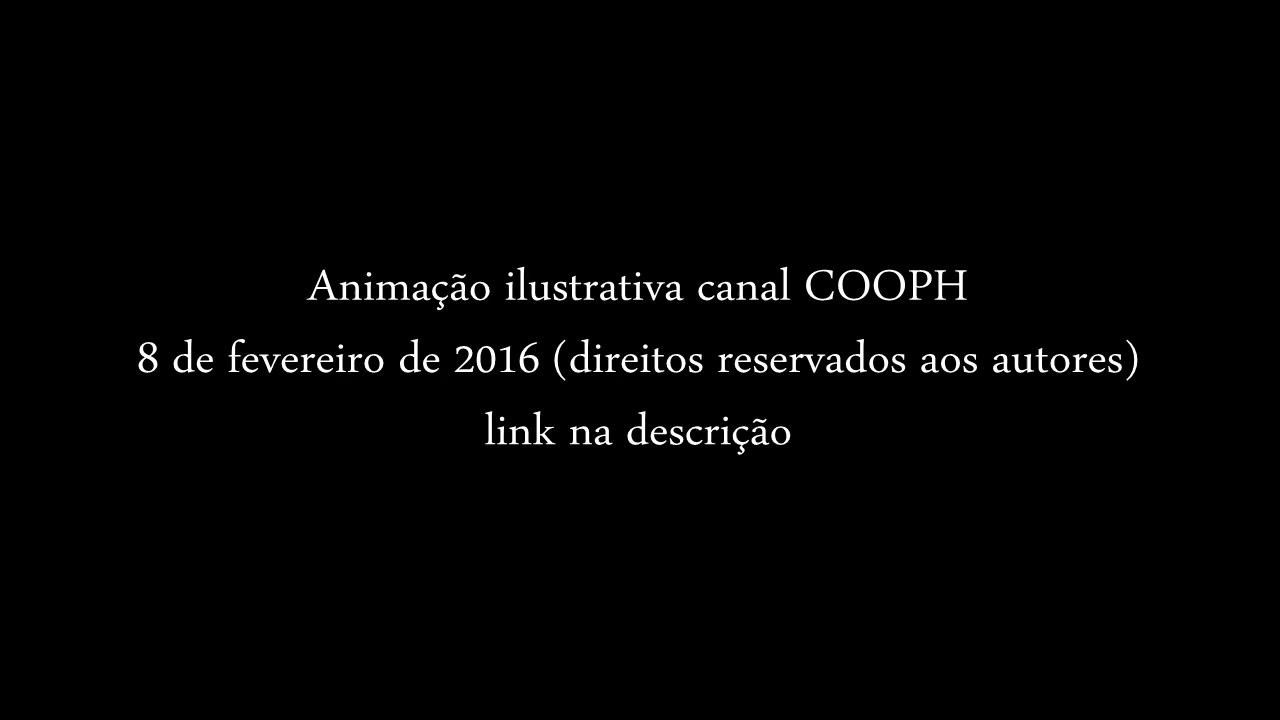 Animação ilustrativa canal COOPH
8 de fevereiro de 2016 (direitos reservados aos autores)
link na descrição